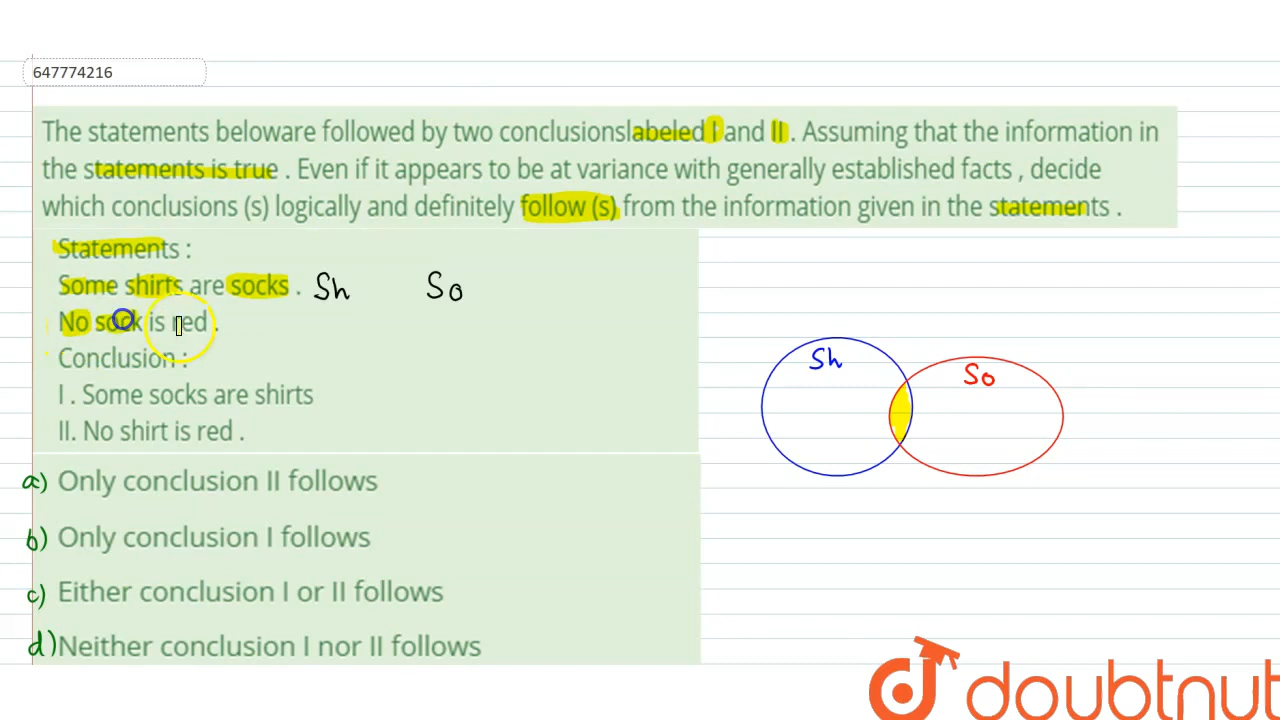 647774216
The statements beloware followed by two conclusionslabeled I and II . Assuming that the information in
the statements is true . Even if it appears to be at variance with generally established facts , decide
which conclusions (s) logically and definitely follow (s) from the information given in the statements .
Statements :
Some shirts are socks . Sh So
No sock is red .
Conclusion :
I . Some socks are shirts
II. No shirt is red .
Sh So
a) Only conclusion II follows
b) Only conclusion I follows
c) Either conclusion I or II follows
d) Neither conclusion I nor II follows
doubtnut